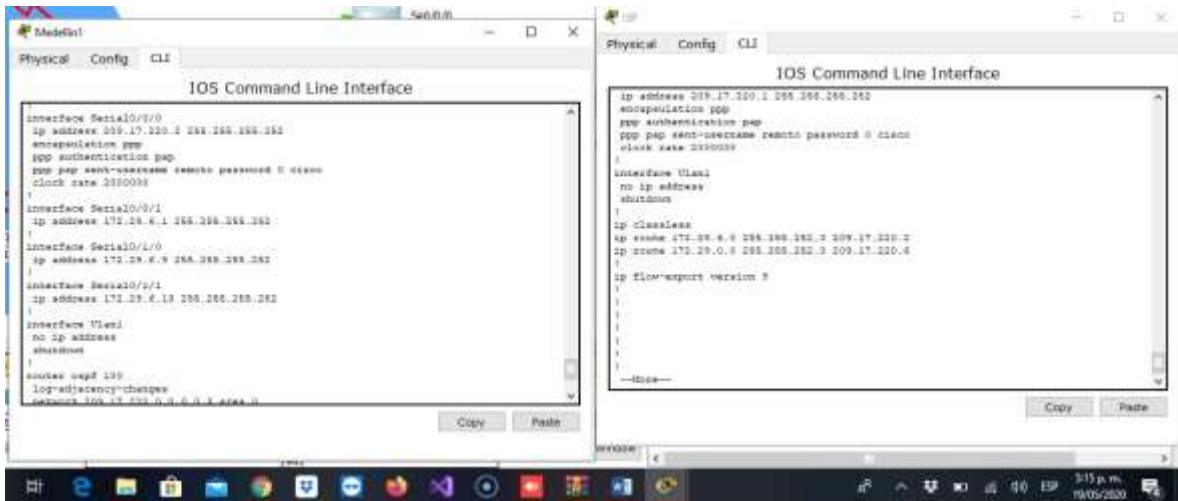 Medellin1
Physical Config CLI
IOS Command Line Interface
interface Serial0/0/0
ip address 209.17.220.2 255.255.255.252
encapsulation ppp
ppp authentication pap
ppp pap sent-username remoto password 0 cisco
clock rate 2000000
!
interface Serial0/0/1
ip address 172.29.6.1 255.255.255.252
!
interface Serial0/1/0
ip address 172.29.6.9 255.255.255.252
!
interface Serial0/1/1
ip address 172.29.6.13 255.255.255.252
!
interface Vlan1
no ip address
shutdown
!
router ospf 100
log-adjacency-changes
Copy Paste
ISP
Physical Config CLI
IOS Command Line Interface
ip address 209.17.220.1 255.255.255.252
encapsulation ppp
ppp authentication pap
ppp pap sent-username remoto password 0 cisco
clock rate 2000000
!
interface Vlan1
no ip address
shutdown
!
ip classless
ip route 172.29.4.0 255.255.252.0 209.17.220.2
ip route 172.29.0.0 255.255.252.0 209.17.220.6
!
ip flow-export version 9
!
!
!
!
!
!
!
--More--
Copy Paste
ESP
5:15 p. m.
19/05/2020